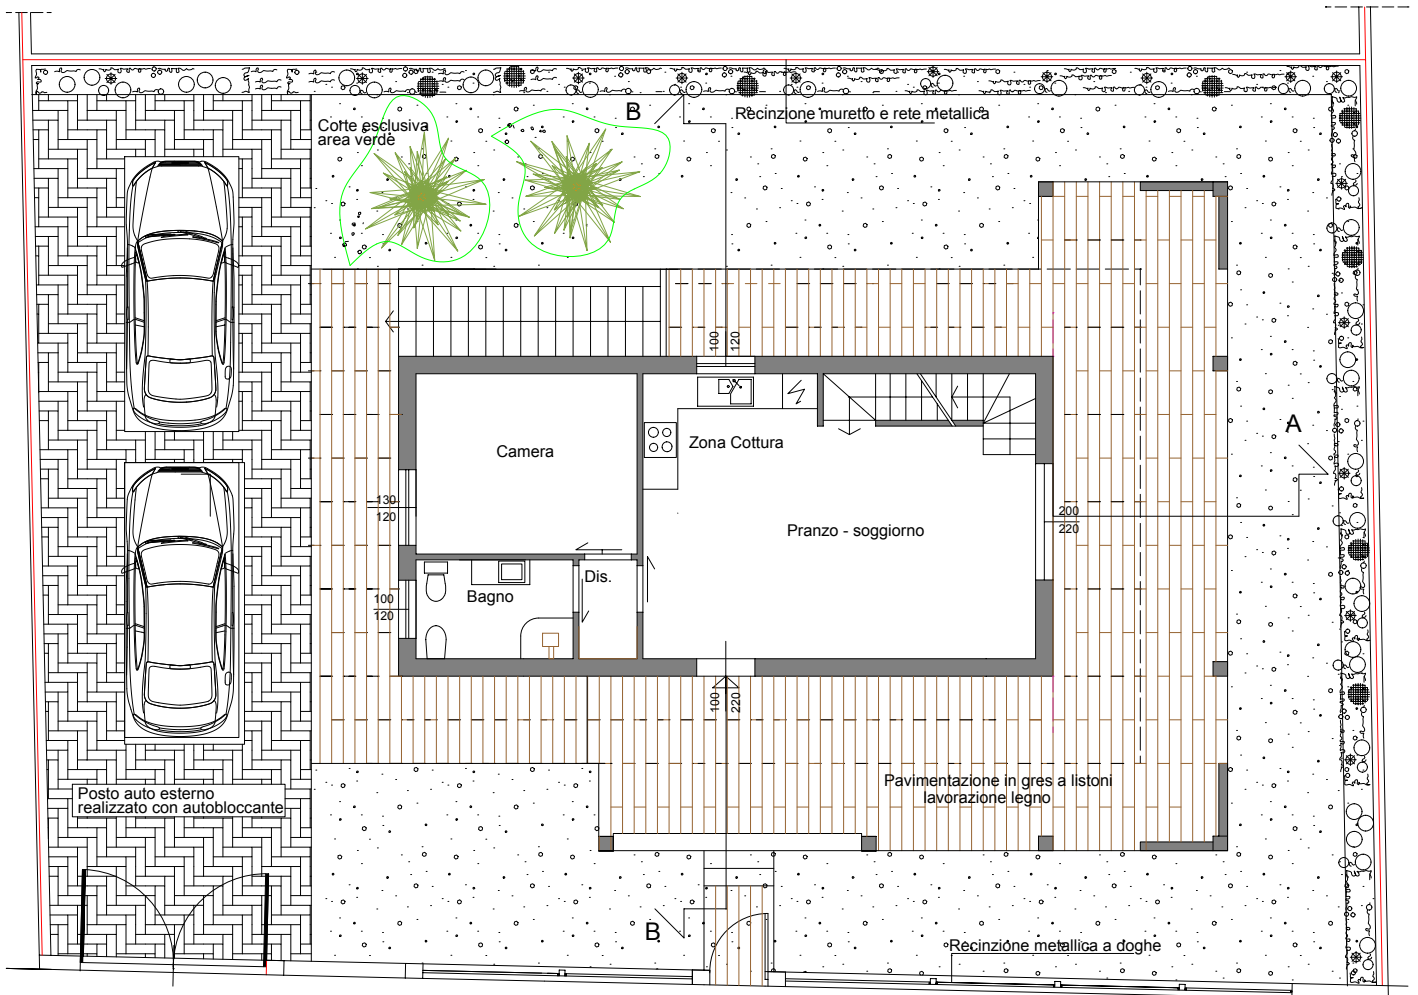 B
Recinzione muretto e rete metallica
Corte esclusiva
area verde
100
120
A
Camera
Zona Cottura
130
120
200
220
Pranzo - soggiorno
Dis.
Bagno
100
120
100
220
Pavimentazione in gres a listoni
lavorazione legno
Posto auto esterno
realizzato con autobloccante
B
Recinzione metallica a doghe